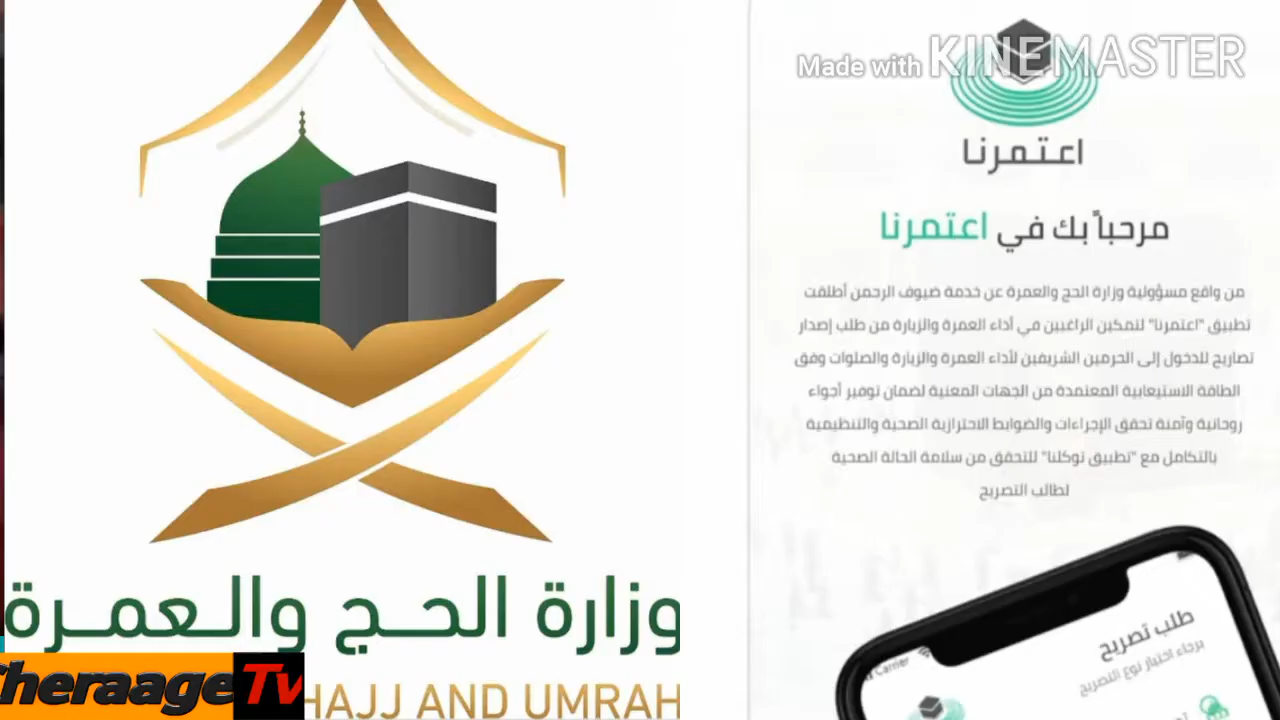 وزارة الحج والعمرة
HAJJ AND UMRAH
CheraageTv
Made with KINEMASTER
اعتمرنا
مرحباً بك في اعتمرنا
من واقع مسؤولية وزارة الحج والعمرة عن خدمة ضيوف الرحمن أطلقت
تطبيق "اعتمرنا" لتمكين الراغبين في أداء العمرة والزيارة من طلب إصدار
تصاريح للدخول إلى الحرمين الشريفين لأداء العمرة والزيارة والصلوات وفق
الطاقة الاستيعابية المعتمدة من الجهات المعنية لضمان توفير أجواء
روحانية وآمنة تحقق الإجراءات والضوابط الاحترازية الصحية والتنظيمية
بالتكامل مع "تطبيق توكلنا" للتحقق من سلامة الحالة الصحية
لطالب التصريح
Carrier
طلب تصريح
برجاء اختيار نوع التصريح